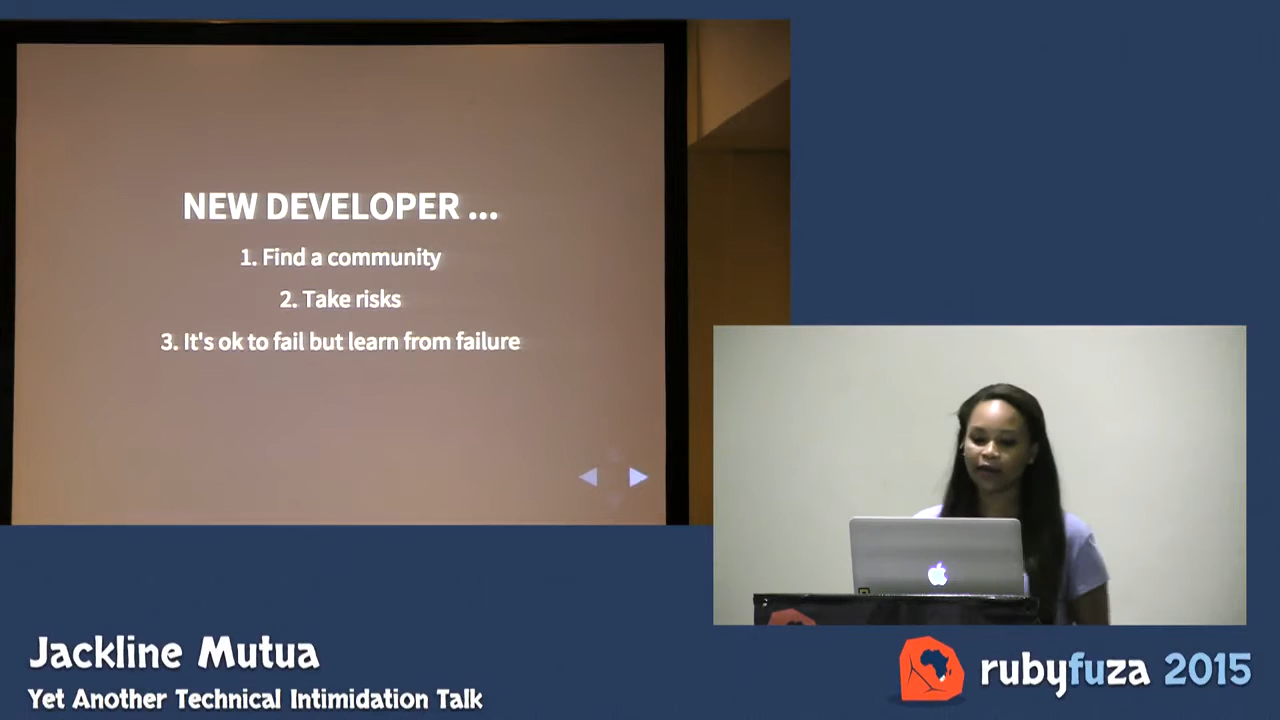 NEW DEVELOPER ...
1. Find a community
2. Take risks
3. It's ok to fail but learn from failure
Jackline Mutua
Yet Another Technical Intimidation Talk
rubyfuza 2015